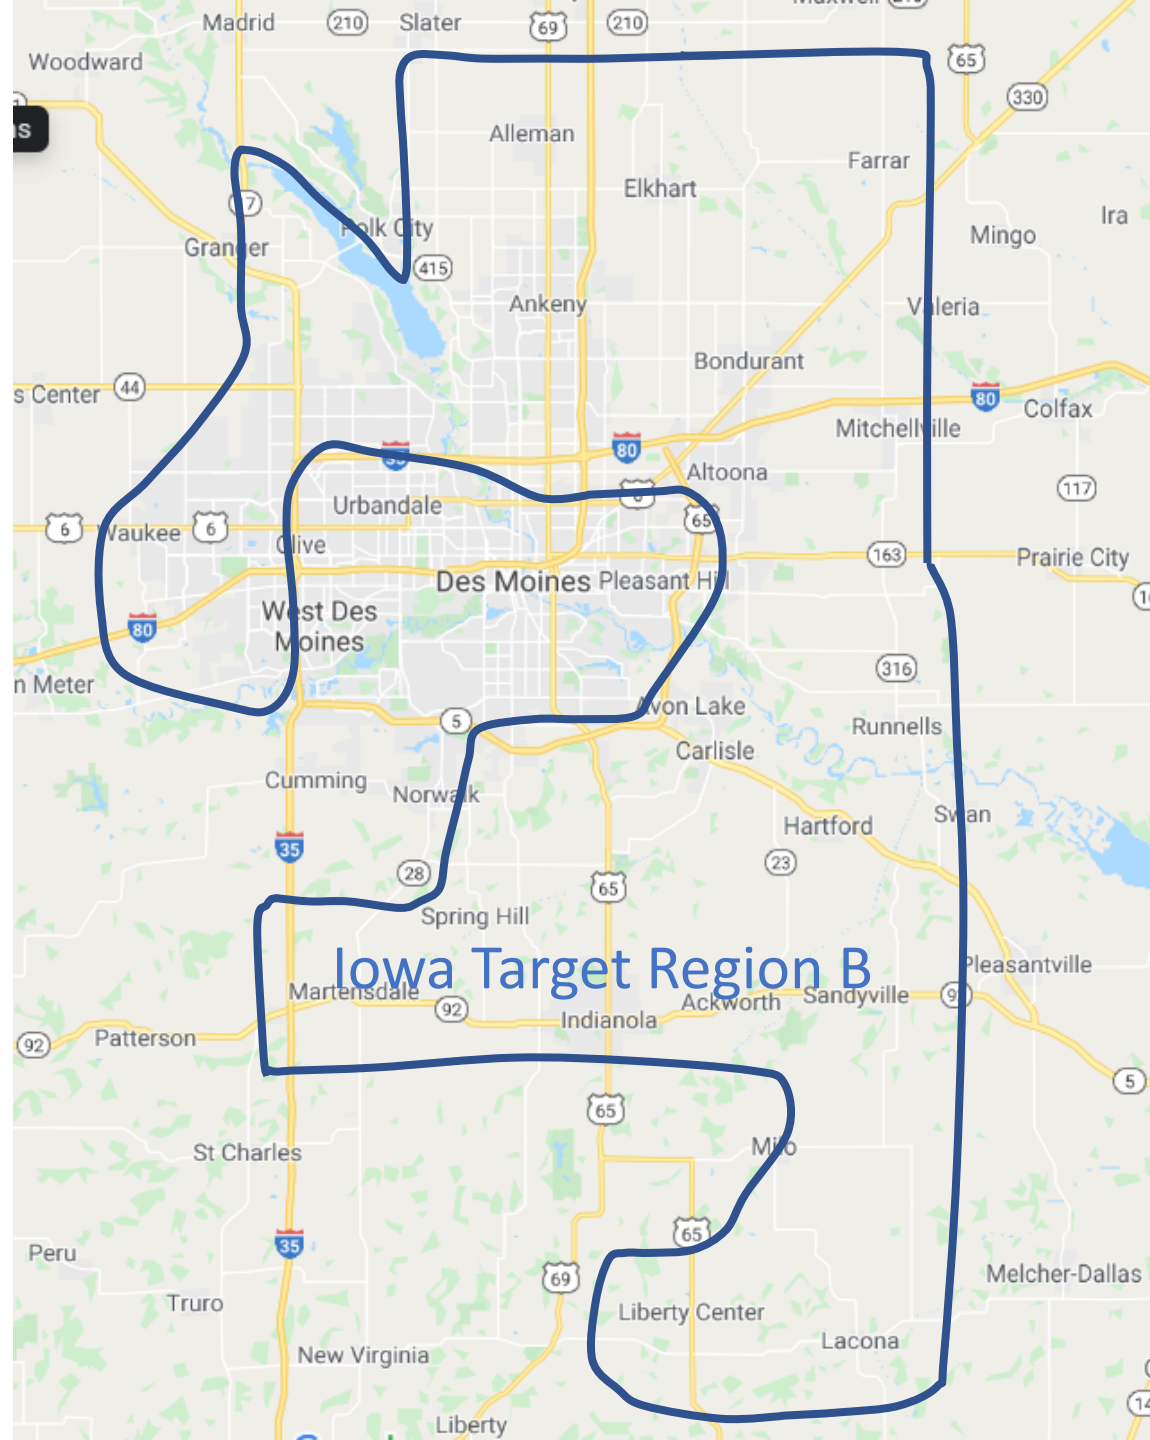 Maxwell
Madrid
210
Slater
69
210
Woodward
65
330
Alleman
Farrar
Elkhart
Ira
17
Polk City
Mingo
Granger
415
Ankeny
Valeria
Bondurant
s Center
44
80
Colfax
Mitchellville
35
80
Altoona
117
Urbandale
6
6
Waukee
6
65
Clive
163
Prairie City
Des Moines
Pleasant Hill
West Des
Moines
80
316
n Meter
Avon Lake
5
Runnells
Carlisle
Cumming
Norwalk
Swan
Hartford
35
28
23
65
Spring Hill
Iowa Target Region B
Pleasantville
Martensdale
92
Ackworth
Sandyville
92
Indianola
92
Patterson
5
65
St Charles
Milo
65
35
Peru
69
Melcher-Dallas
Truro
Liberty Center
Lacona
New Virginia
14
Liberty